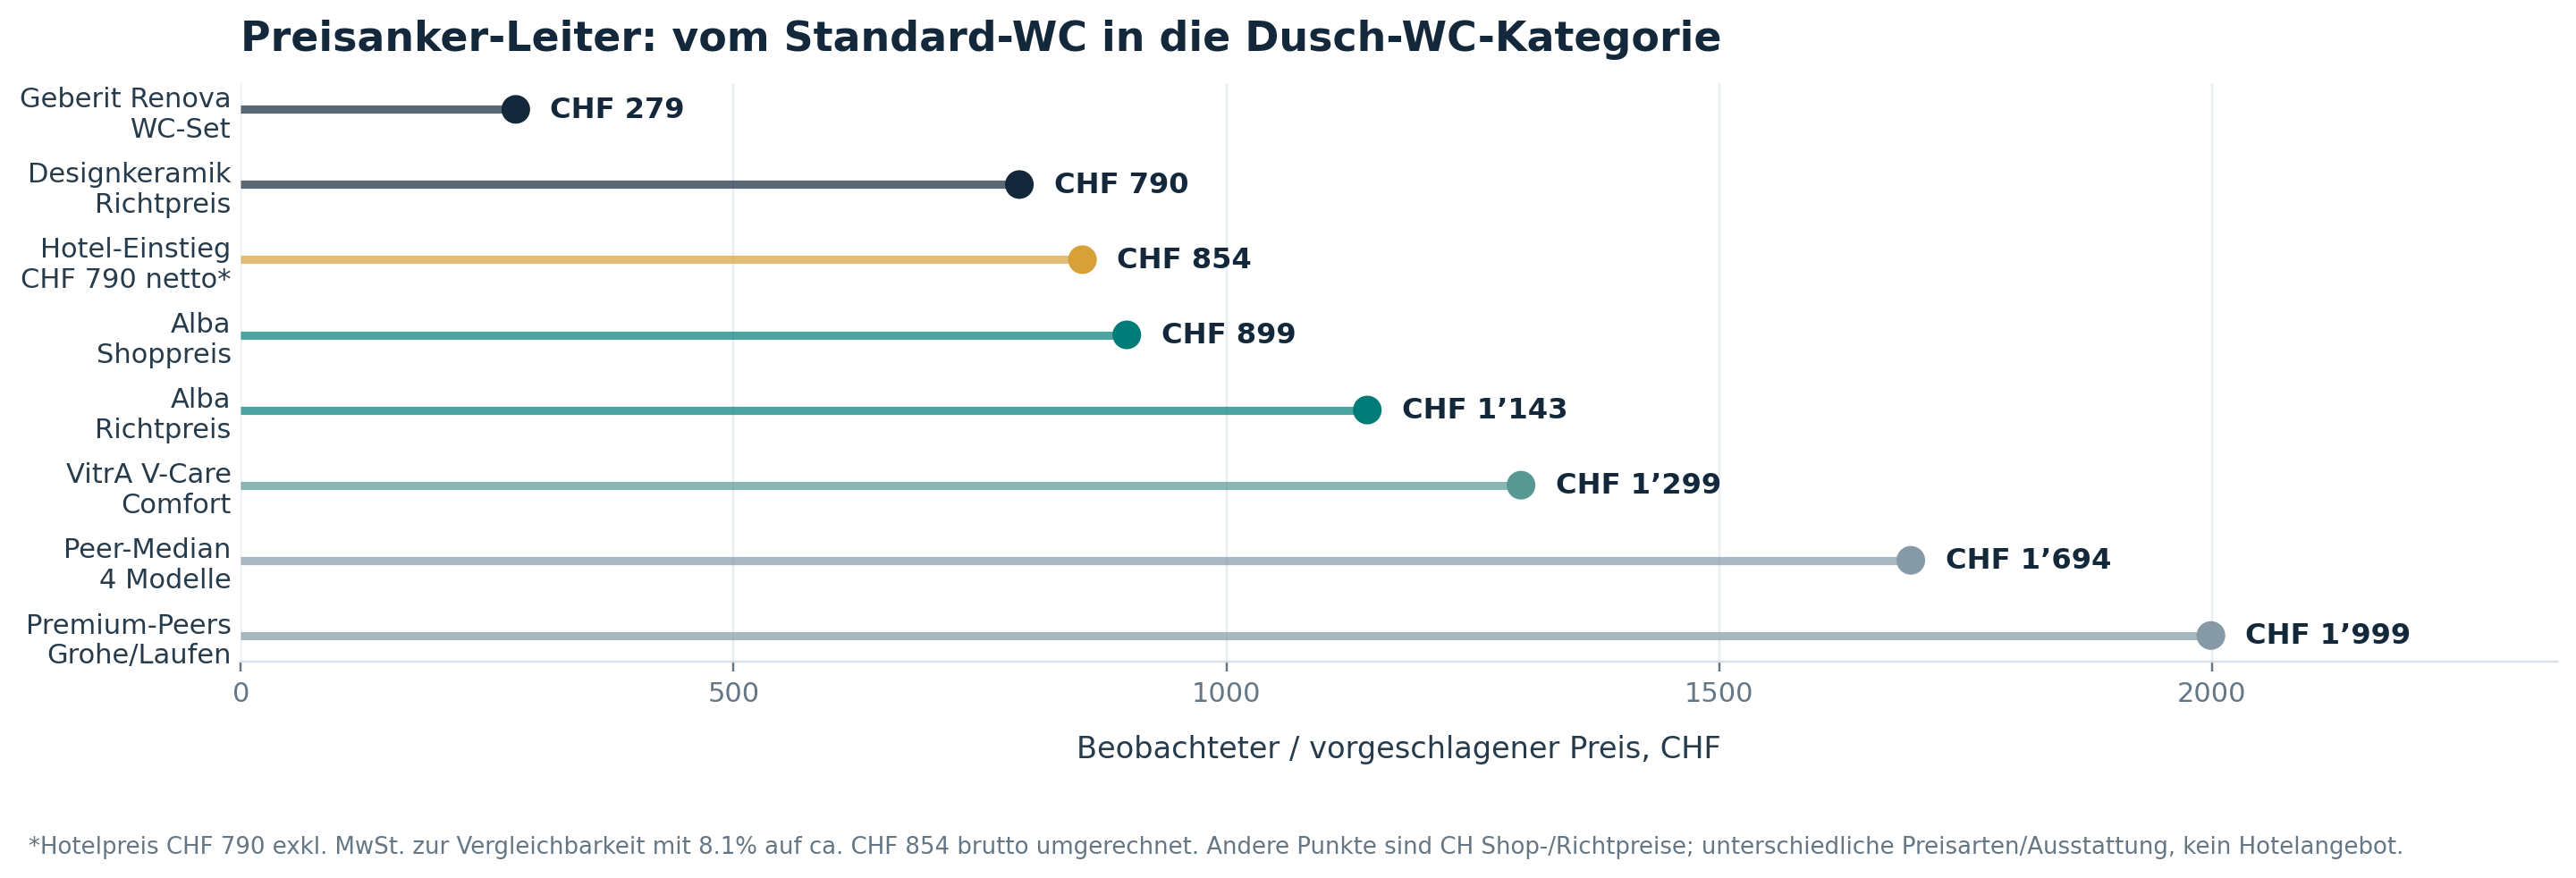 Preisanker-Leiter: vom Standard-WC in die Dusch-WC-Kategorie
Geberit Renova
WC-Set
CHF 279
Designkeramik
Richtpreis
CHF 790
Hotel-Einstieg
CHF 790 netto*
CHF 854
Alba
Shoppreis
CHF 899
Alba
Richtpreis
CHF 1’143
VitrA V-Care
Comfort
CHF 1’299
Peer-Median
4 Modelle
CHF 1’694
Premium-Peers
Grohe/Laufen
CHF 1’999
0 500 1000 1500 2000
Beobachteter / vorgeschlagener Preis, CHF
*Hotelpreis CHF 790 exkl. MwSt. zur Vergleichbarkeit mit 8.1% auf ca. CHF 854 brutto umgerechnet. Andere Punkte sind CH Shop-/Richtpreise; unterschiedliche Preisarten/Ausstattung, kein Hotelangebot.